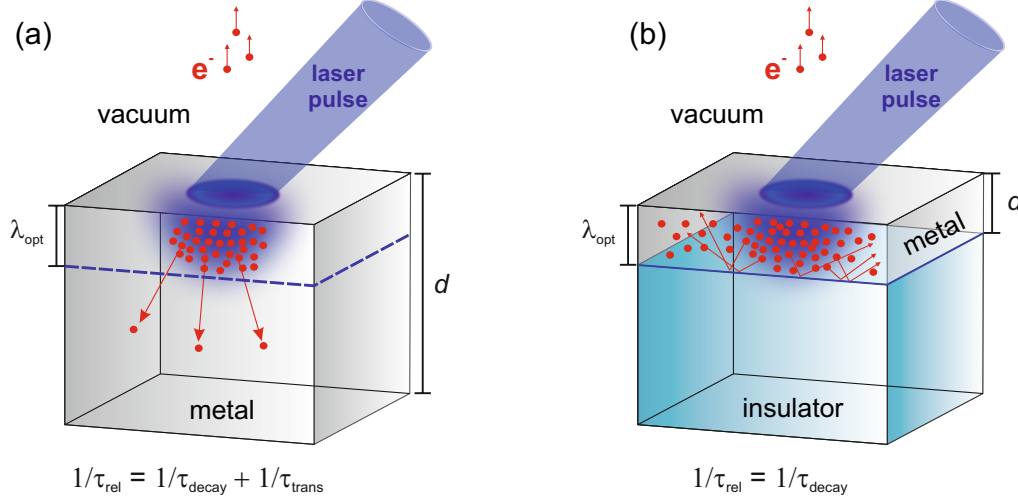 (a)
e⁻
laser
pulse
vacuum
λopt
d
metal
1/τrel = 1/τdecay + 1/τtrans
(b)
e⁻
laser
pulse
vacuum
λopt
metal
insulator
1/τrel = 1/τdecay